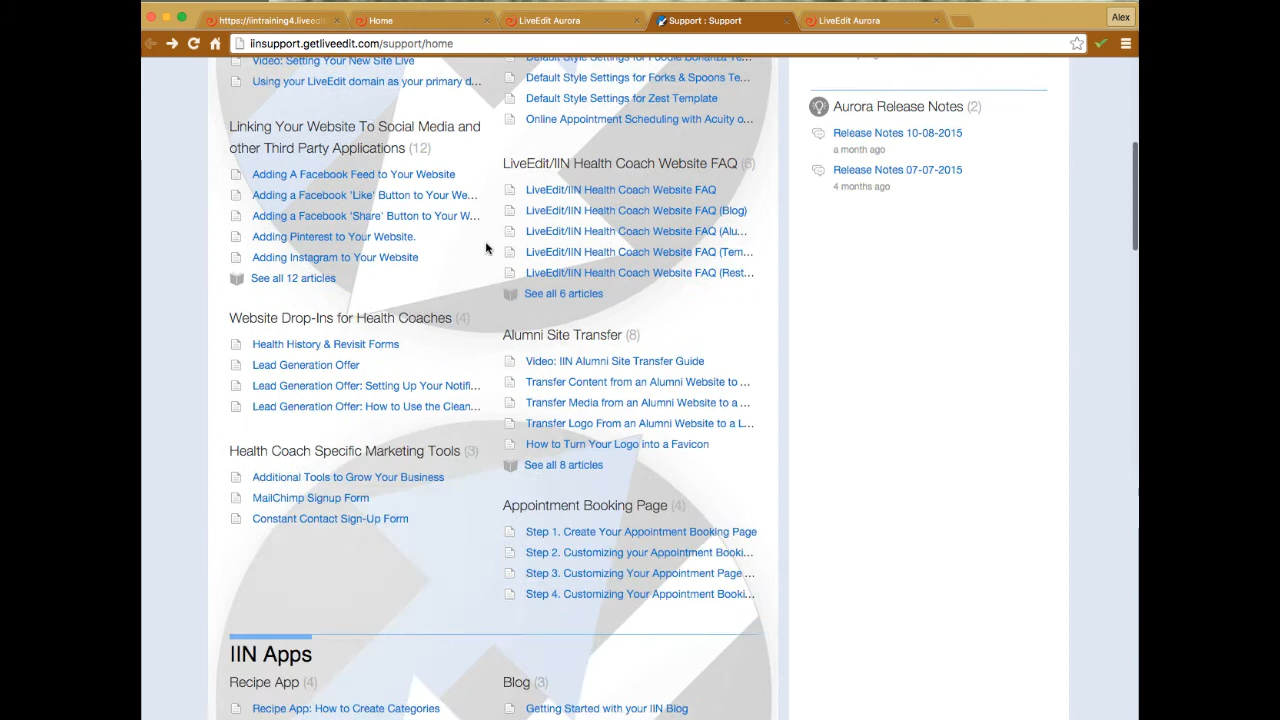 https://iintraining4.liveedi
Home
LiveEdit Aurora
Support : Support
LiveEdit Aurora
Alex
iinsupport.getliveedit.com/support/home
Video: Setting Your New Site Live
Using your LiveEdit domain as your primary d...
Linking Your Website To Social Media and
other Third Party Applications (12)
Adding A Facebook Feed to Your Website
Adding a Facebook 'Like' Button to Your We...
Adding a Facebook 'Share' Button to Your W...
Adding Pinterest to Your Website.
Adding Instagram to Your Website
See all 12 articles
Website Drop-Ins for Health Coaches (4)
Health History & Revisit Forms
Lead Generation Offer
Lead Generation Offer: Setting Up Your Notifi...
Lead Generation Offer: How to Use the Clean...
Health Coach Specific Marketing Tools (3)
Additional Tools to Grow Your Business
MailChimp Signup Form
Constant Contact Sign-Up Form
Default Style Settings for Foodie Bonanza Te...
Default Style Settings for Forks & Spoons Te...
Default Style Settings for Zest Template
Online Appointment Scheduling with Acuity o...
LiveEdit/IIN Health Coach Website FAQ (6)
LiveEdit/IIN Health Coach Website FAQ
LiveEdit/IIN Health Coach Website FAQ (Blog)
LiveEdit/IIN Health Coach Website FAQ (Alu...
LiveEdit/IIN Health Coach Website FAQ (Tem...
LiveEdit/IIN Health Coach Website FAQ (Rest...
See all 6 articles
Alumni Site Transfer (8)
Video: IIN Alumni Site Transfer Guide
Transfer Content from an Alumni Website to ...
Transfer Media from an Alumni Website to a ...
Transfer Logo From an Alumni Website to a L...
How to Turn Your Logo into a Favicon
See all 8 articles
Appointment Booking Page (4)
Step 1. Create Your Appointment Booking Page
Step 2. Customizing your Appointment Booki...
Step 3. Customizing Your Appointment Page ...
Step 4. Customizing Your Appointment Booki...
Aurora Release Notes (2)
Release Notes 10-08-2015
a month ago
Release Notes 07-07-2015
4 months ago
IIN Apps
Recipe App (4)
Recipe App: How to Create Categories
Blog (3)
Getting Started with your IIN Blog